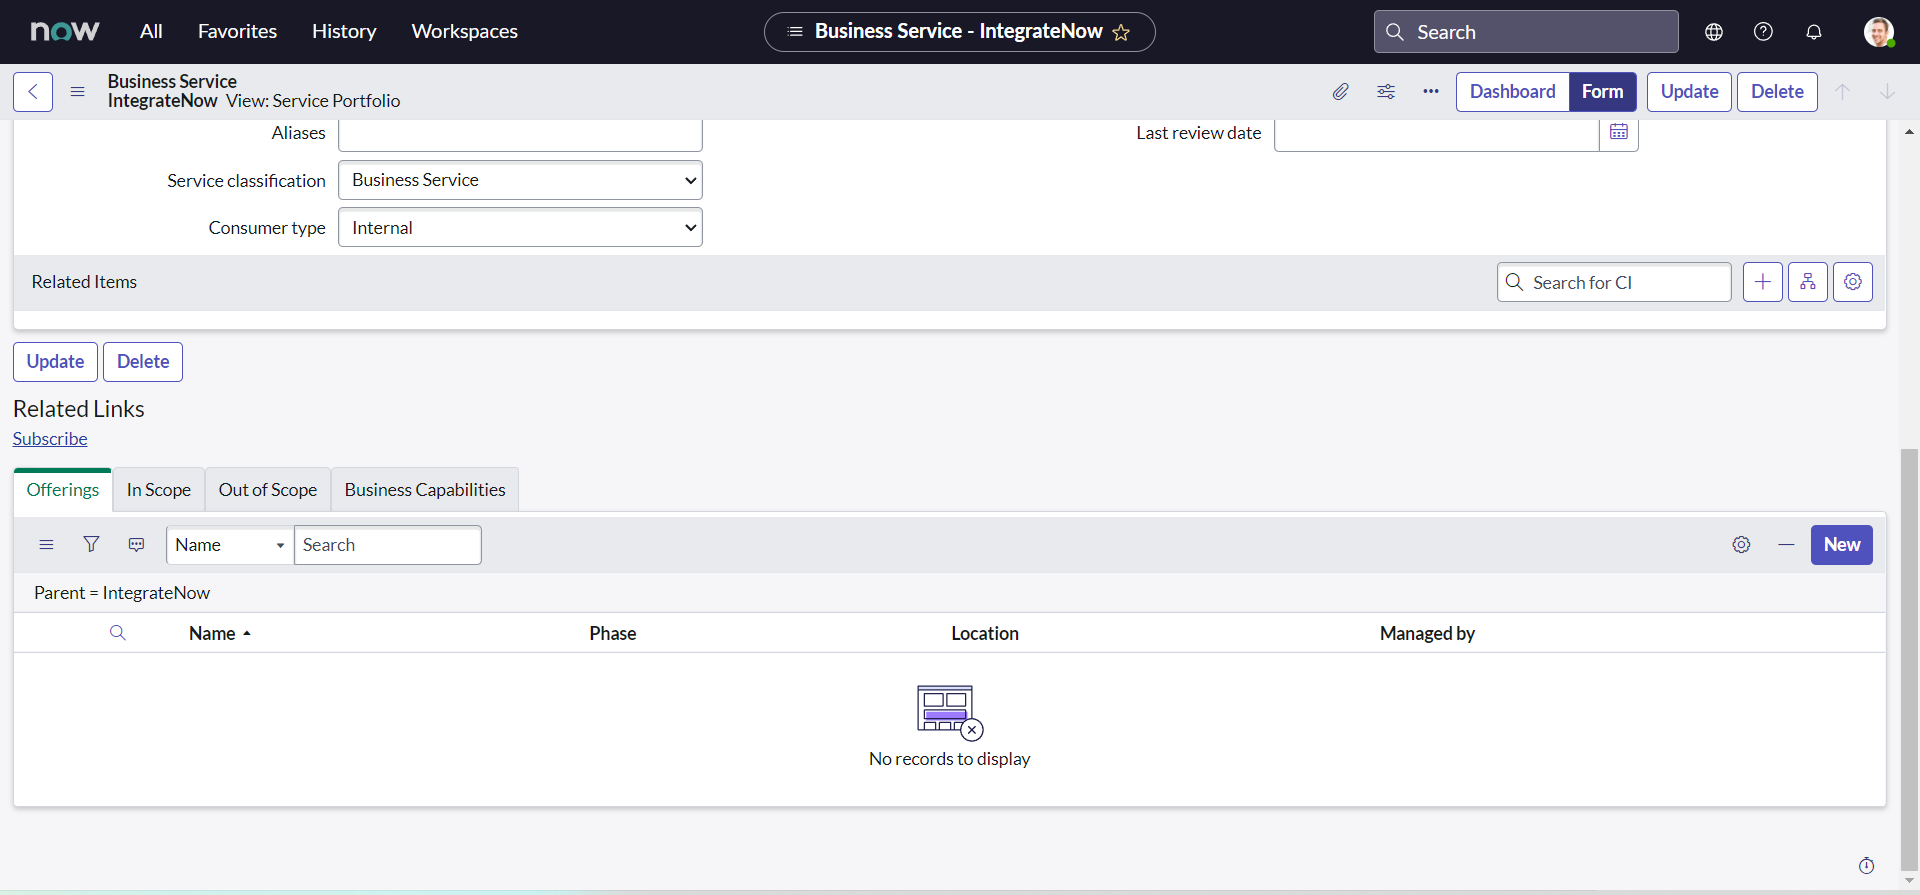 now All Favorites History Workspaces Business Service - IntegrateNow Search
Business Service
IntegrateNow View: Service Portfolio
Dashboard Form Update Delete
Aliases
Last review date
Service classification Business Service
Consumer type Internal
Related Items
Search for CI
Update Delete
Related Links
Subscribe
Offerings In Scope Out of Scope Business Capabilities
Name Search New
Parent = IntegrateNow
Name Phase Location Managed by
No records to display